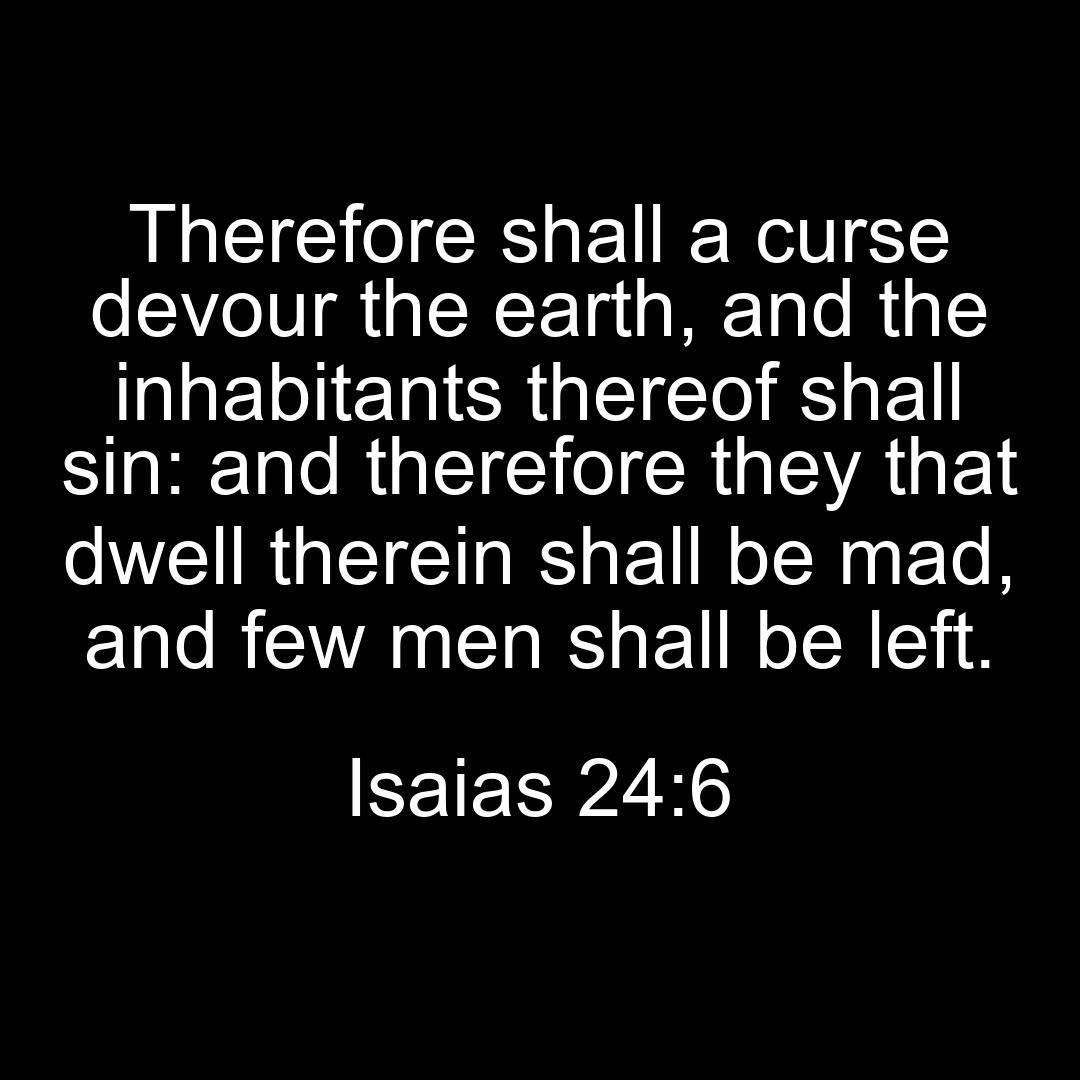 Therefore shall a curse
devour the earth, and the
inhabitants thereof shall
sin: and therefore they that
dwell therein shall be mad,
and few men shall be left.
Isaias 24:6